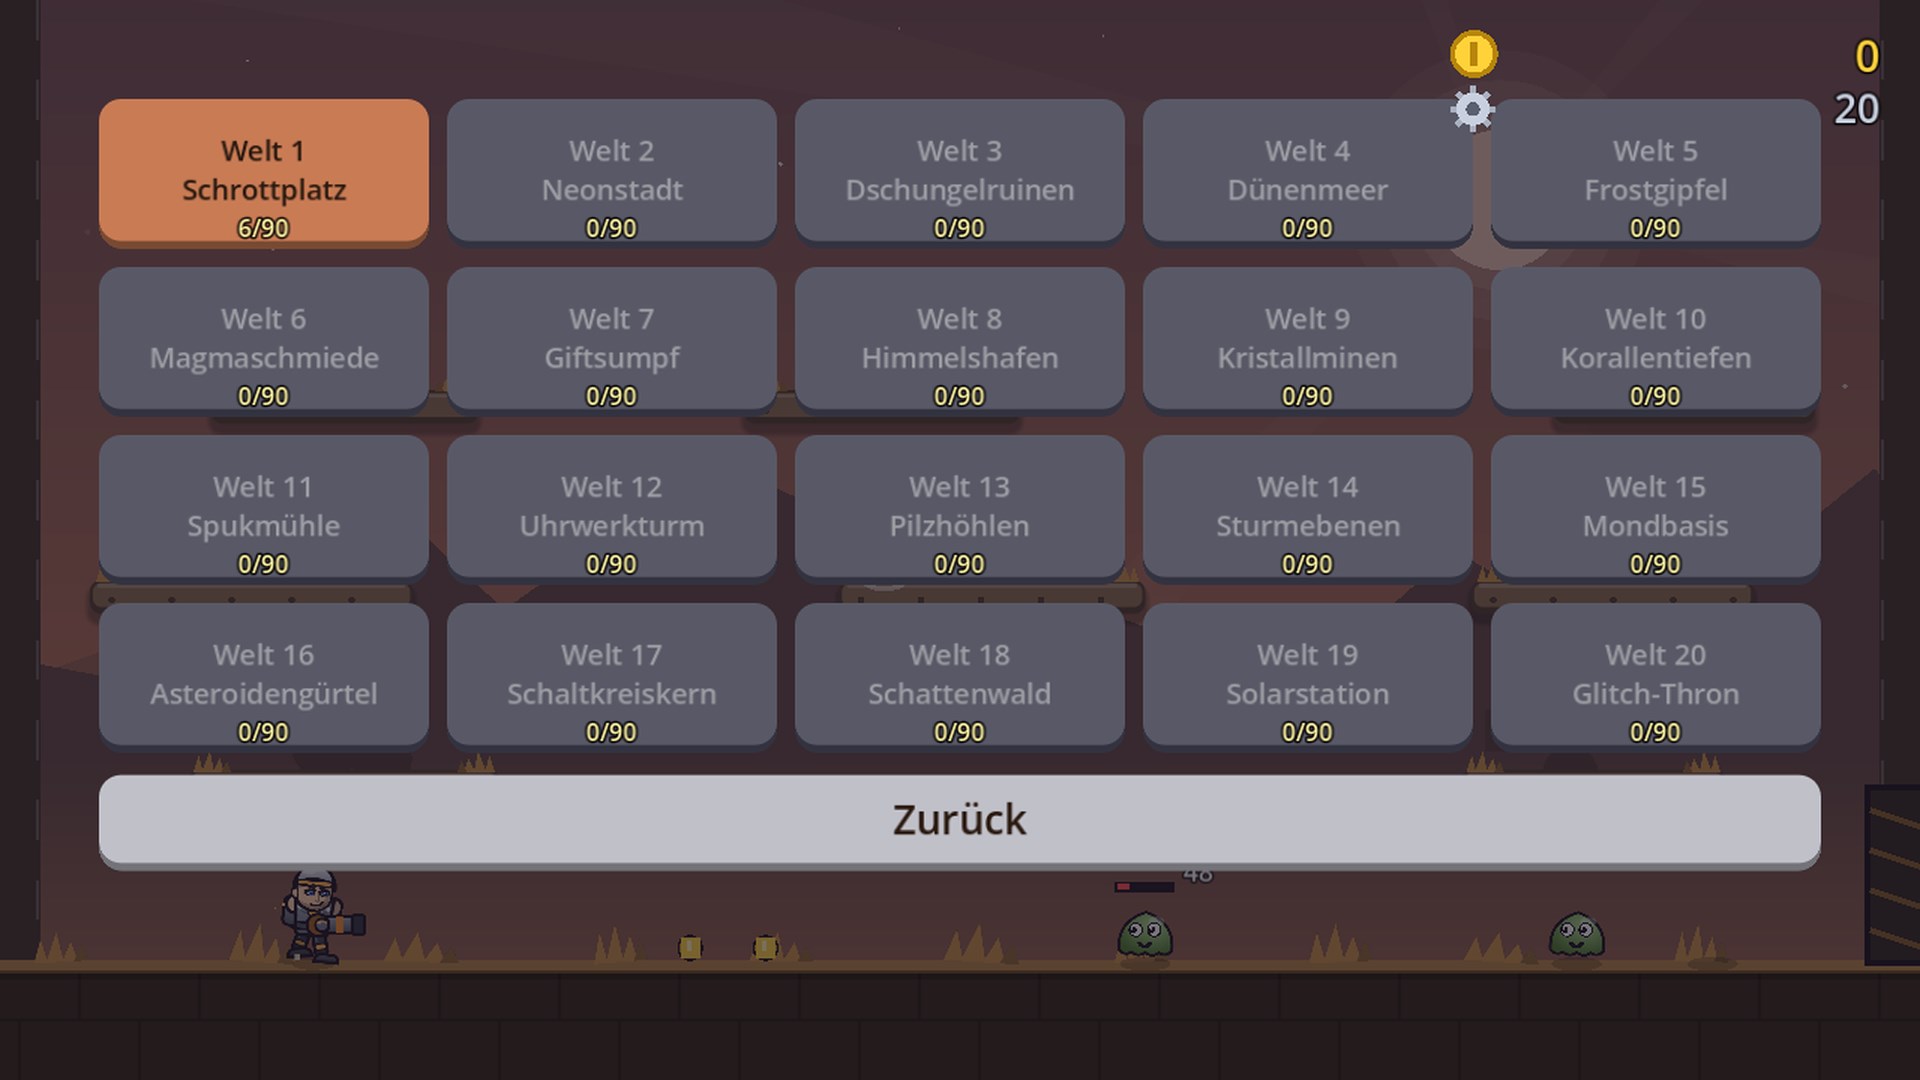 0
20
Welt 1
Schrottplatz
6/90
Welt 2
Neonstadt
0/90
Welt 3
Dschungelruinen
0/90
Welt 4
Dünenmeer
0/90
Welt 5
Frostgipfel
0/90
Welt 6
Magmaschmiede
0/90
Welt 7
Giftsumpf
0/90
Welt 8
Himmelshafen
0/90
Welt 9
Kristallminen
0/90
Welt 10
Korallentiefen
0/90
Welt 11
Spukmühle
0/90
Welt 12
Uhrwerkturm
0/90
Welt 13
Pilzhöhlen
0/90
Welt 14
Sturmebenen
0/90
Welt 15
Mondbasis
0/90
Welt 16
Asteroidengürtel
0/90
Welt 17
Schaltkreiskern
0/90
Welt 18
Schattenwald
0/90
Welt 19
Solarstation
0/90
Welt 20
Glitch-Thron
0/90
Zurück